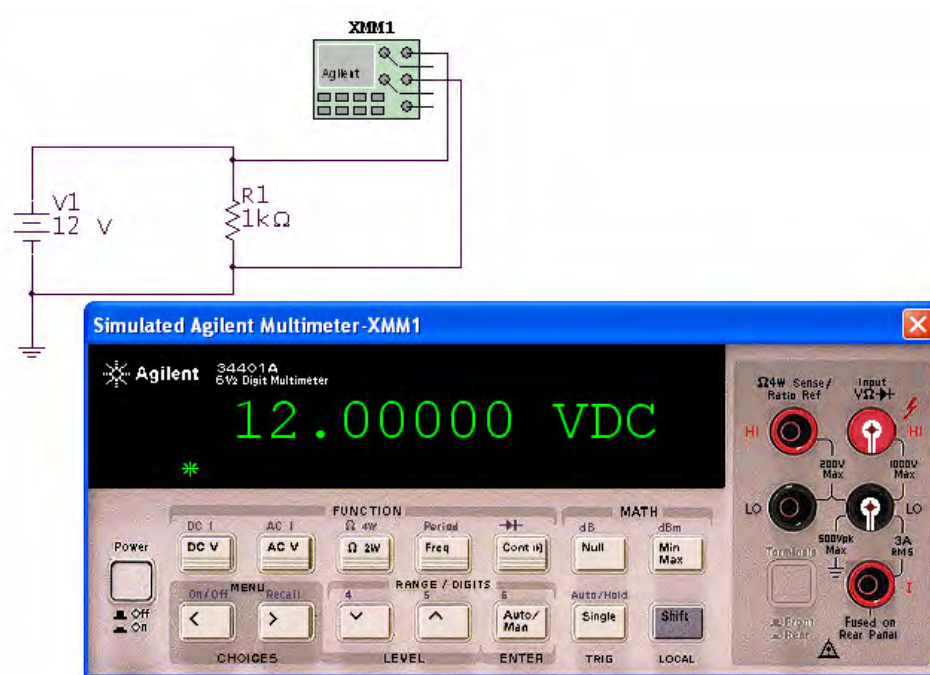 XMM1
Agilent
V1
12 V
R1
1kΩ
Simulated Agilent Multimeter-XMM1
Agilent 34401A
6½ Digit Multimeter
12.00000 VDC
Ω4W Sense/
Ratio Ref
Input
VΩ
HI
HI
200V
Max
1000V
Max
LO
LO
500Vpk
Max
3A
RMS
I
Terminals
Front
Rear
Fused on
Rear Panal
FUNCTION
MATH
DC I
AC I
Ω 4W
Period
dB
dBm
Power
DC V
AC V
Ω 2W
Freq
Cont
Null
Min
Max
Off
On
On/Off
MENU
Recall
RANGE / DIGITS
4
5
6
Auto/Hold
<
>
Auto/
Man
Single
Shift
CHOICES
LEVEL
ENTER
TRIG
LOCAL